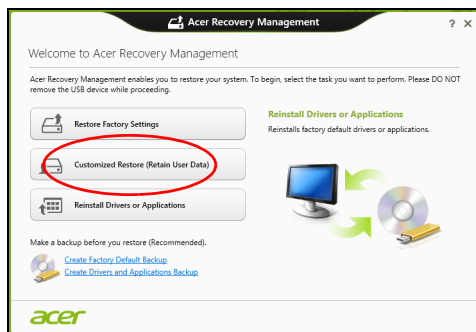 Acer Recovery Management
? X
Welcome to Acer Recovery Management
Acer Recovery Management enables you to restore your system. To begin, select the task you want to perform. Please DO NOT
remove the USB device while proceeding.
Restore Factory Settings
Customized Restore (Retain User Data)
Reinstall Drivers or Applications
Reinstall Drivers or Applications
Reinstalls factory default drivers or applications.
Make a backup before you restore (Recommended).
Create Factory Default Backup
Create Drivers and Applications Backup
acer